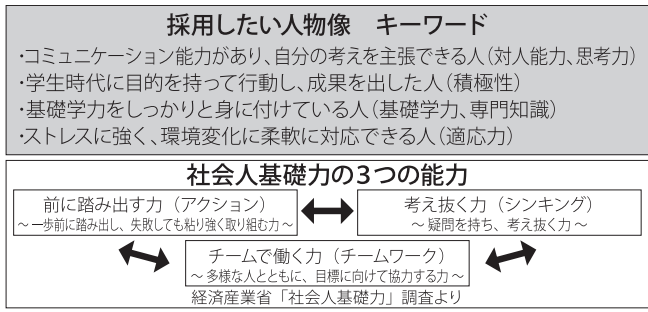 採用したい人物像　キーワード
・コミュニケーション能力があり、自分の考えを主張できる人(対人能力、思考力)
・学生時代に目的を持って行動し、成果を出した人(積極性)
・基礎学力をしっかりと身に付けている人(基礎学力、専門知識)
・ストレスに強く、環境変化に柔軟に対応できる人(適応力)
社会人基礎力の3つの能力
前に踏み出す力（アクション）
～一歩前に踏み出し、失敗しても粘り強く取り組む力～
考え抜く力（シンキング）
～疑問を持ち、考え抜く力～
チームで働く力（チームワーク）
～多様な人とともに、目標に向けて協力する力～
経済産業省「社会人基礎力」調査より